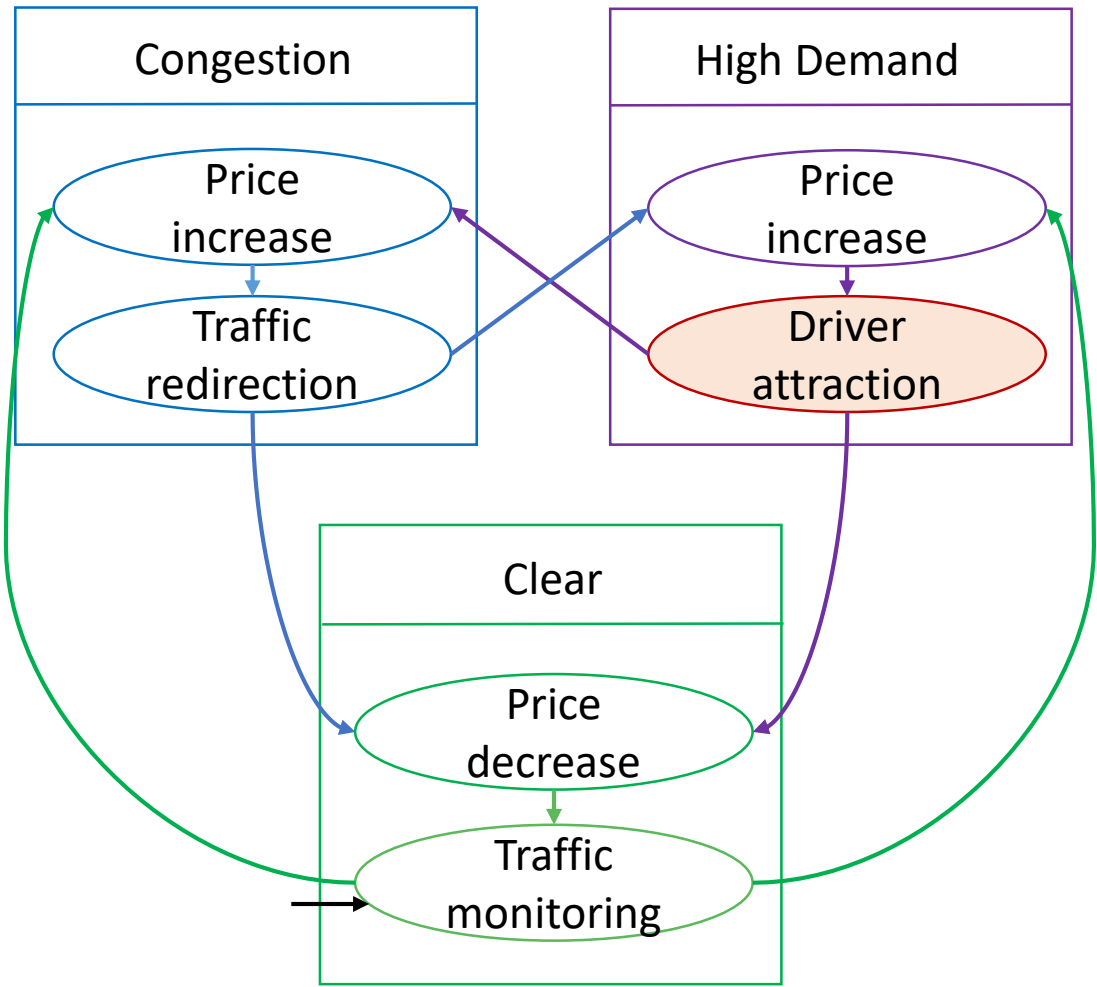 Congestion
Price
increase
Traffic
redirection
High Demand
Price
increase
Driver
attraction
Clear
Price
decrease
Traffic
monitoring